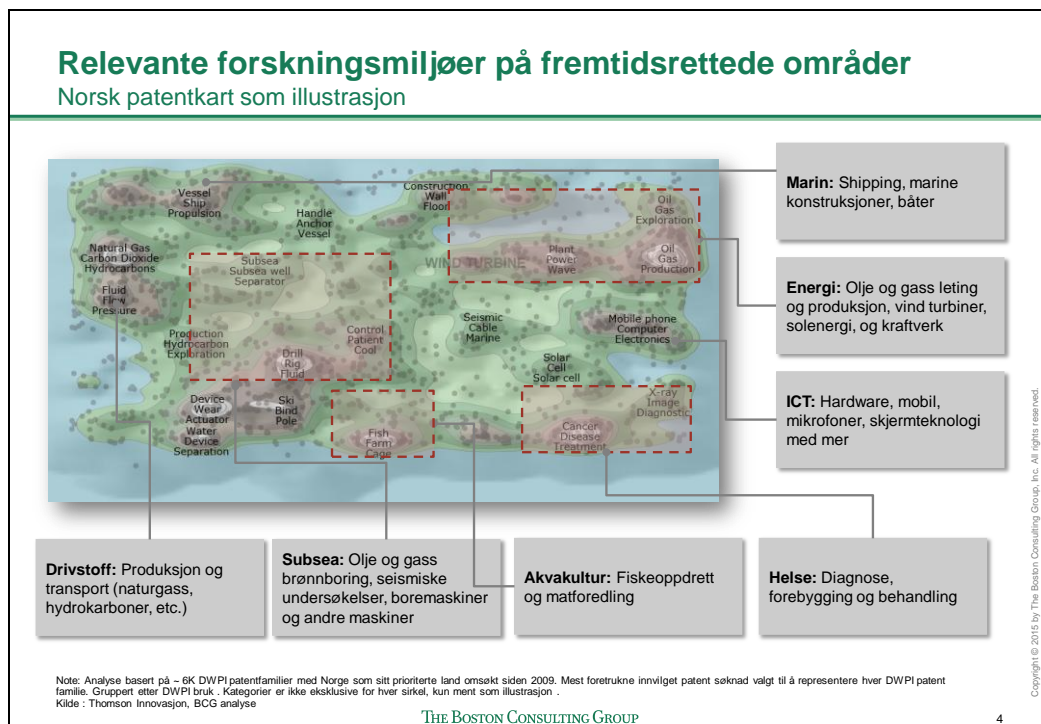 Relevante forskningsmiljøer på fremtidsrettede områder
Norsk patentkart som illustrasjon
Vessel
Ship
Propulsion
Handle
Anchor
Vessel
Construction
Wall
Floor
Oil
Gas
Exploration
Natural Gas
Carbon Dioxide
Hydrocarbons
Fluid
Flow
Pressure
Subsea
Subsea well
Separator
WIND TURBINE
Plant
Power
Wave
Oil
Gas
Production
Production
Hydrocarbon
Exploration
Control
Patient
Cool
Drill
Rig
Fluid
Seismic
Cable
Marine
Mobile phone
Computer
Electronics
Solar
Cell
Solar cell
Device
Wear
Actuator
Water
Device
Separation
Ski
Bind
Pole
Fish
Farm
Cage
Cancer
Disease
Treatment
X-ray
Image
Diagnostic
Marin: Shipping, marine
konstruksjoner, båter
Energi: Olje og gass leting
og produksjon, vind turbiner,
solenergi, og kraftverk
ICT: Hardware, mobil,
mikrofoner, skjermteknologi
med mer
Drivstoff: Produksjon og
transport (naturgass,
hydrokarboner, etc.)
Subsea: Olje og gass
brønnboring, seismiske
undersøkelser, boremaskiner
og andre maskiner
Akvakultur: Fiskeoppdrett
og matforedling
Helse: Diagnose,
forebygging og behandling
Note: Analyse basert på ~ 6K DWPI patentfamilier med Norge som sitt prioriterte land omsøkt siden 2009. Mest foretrukne innvilget patent søknad valgt til å representere hver DWPI patent
familie. Gruppert etter DWPI bruk . Kategorier er ikke eksklusive for hver sirkel, kun ment som illustrasjon .
Kilde : Thomson Innovasjon, BCG analyse
THE BOSTON CONSULTING GROUP
4
Copyright © 2015 by The Boston Consulting Group, Inc. All rights reserved.